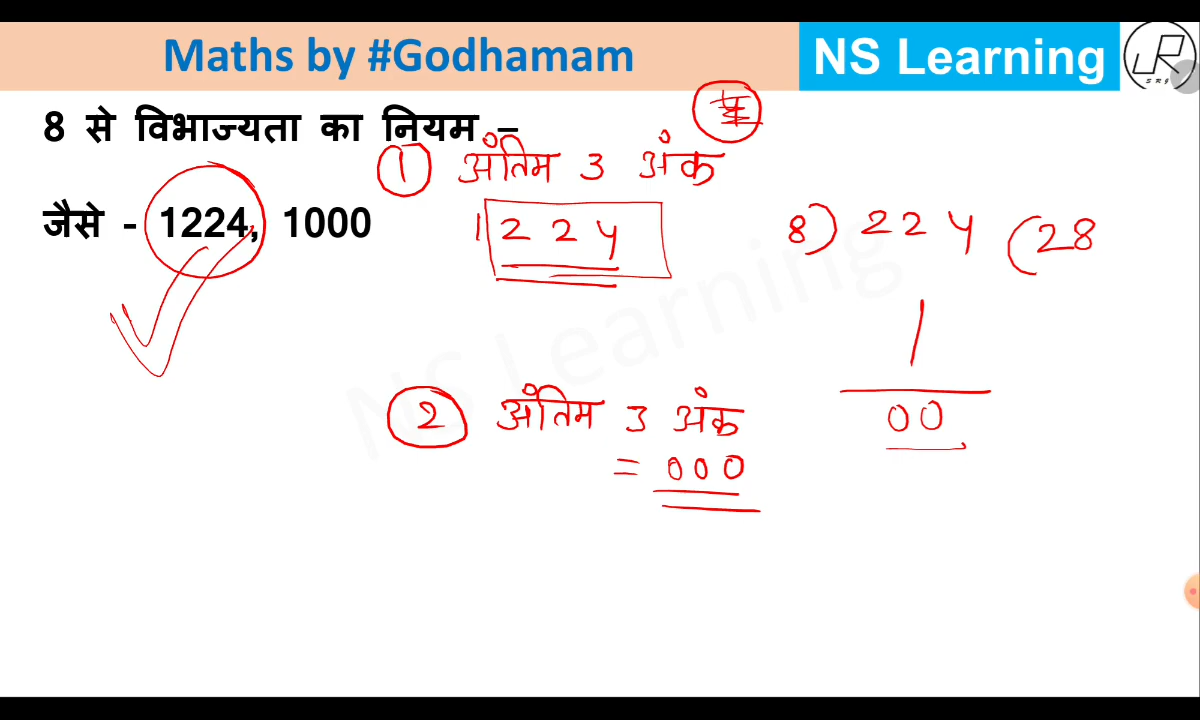 Maths by #Godhamam
NS Learning
SRJ
8 से विभाज्यता का नियम –
① अंतिम 3 अंक
जैसे - 1224, 1000
1224
8) 224 (28
00
② अंतिम 3 अंक
= 000
NS Learning